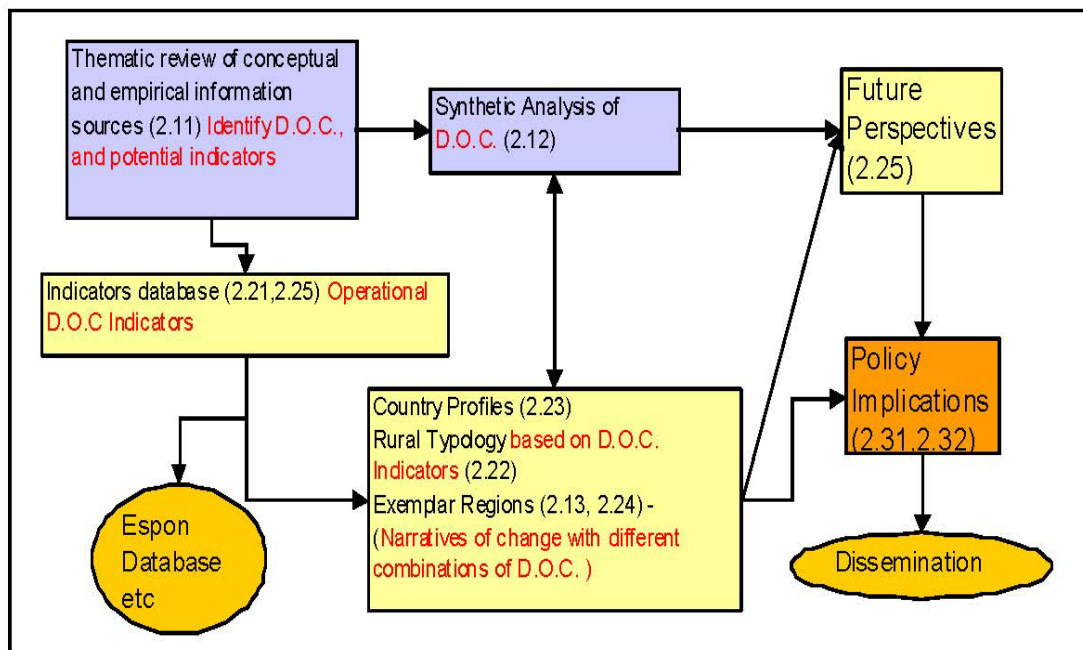 Thematic review of conceptual
and empirical information
sources (2.11) Identify D.O.C.,
and potential indicators
Synthetic Analysis of
D.O.C. (2.12)
Future
Perspectives
(2.25)
Indicators database (2.21,2.25) Operational
D.O.C Indicators
Country Profiles (2.23)
Rural Typology based on D.O.C.
Indicators (2.22)
Exemplar Regions (2.13, 2.24) -
(Narratives of change with different
combinations of D.O.C. )
Policy
Implications
(2.31,2.32)
Espon
Database
etc
Dissemination